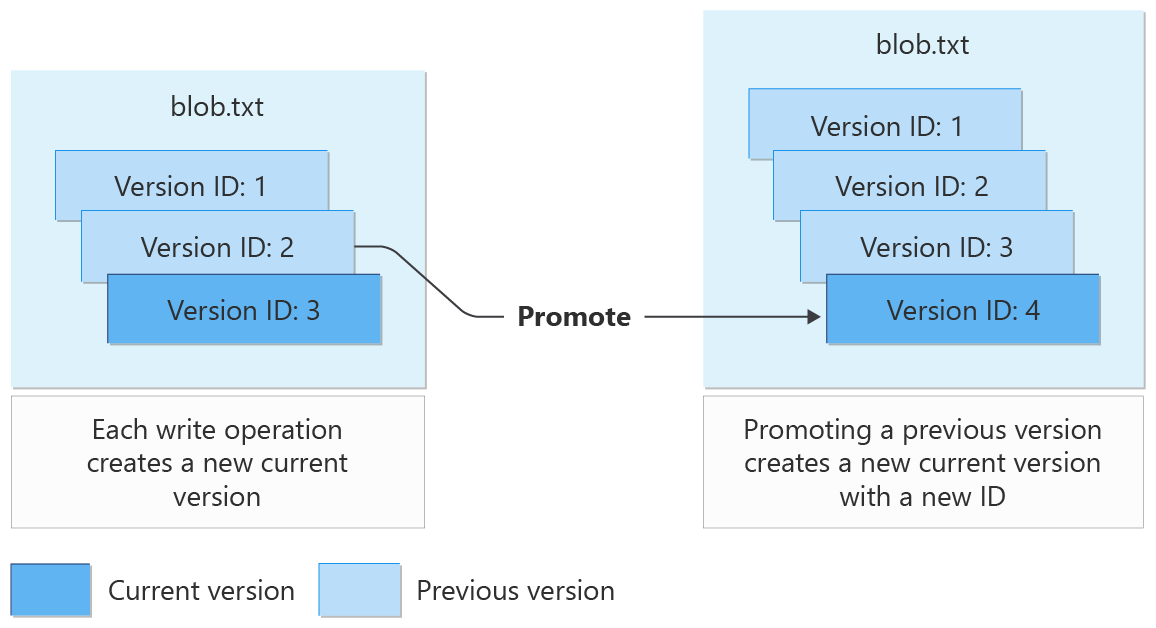 blob.txt
Version ID: 1
Version ID: 2
Version ID: 3
Each write operation
creates a new current
version
Promote
blob.txt
Version ID: 1
Version ID: 2
Version ID: 3
Version ID: 4
Promoting a previous version
creates a new current version
with a new ID
Current version
Previous version